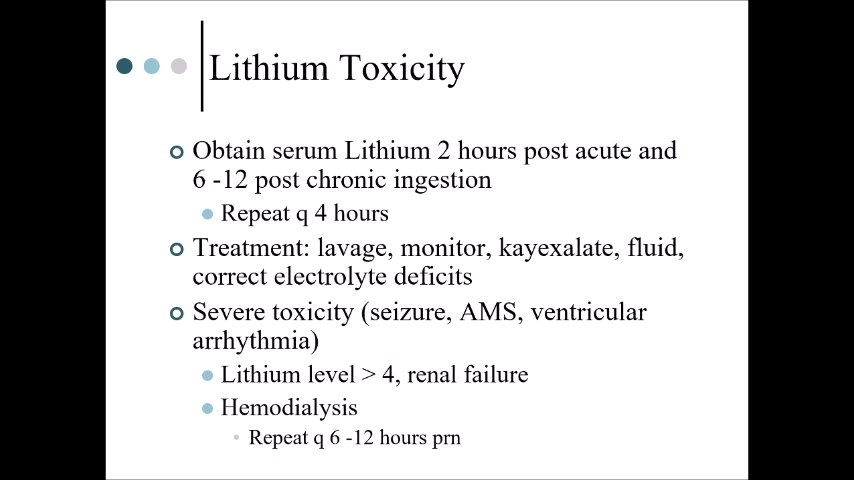 Lithium Toxicity
Obtain serum Lithium 2 hours post acute and
6 -12 post chronic ingestion
Repeat q 4 hours
Treatment: lavage, monitor, kayexalate, fluid,
correct electrolyte deficits
Severe toxicity (seizure, AMS, ventricular
arrhythmia)
Lithium level > 4, renal failure
Hemodialysis
Repeat q 6 -12 hours prn